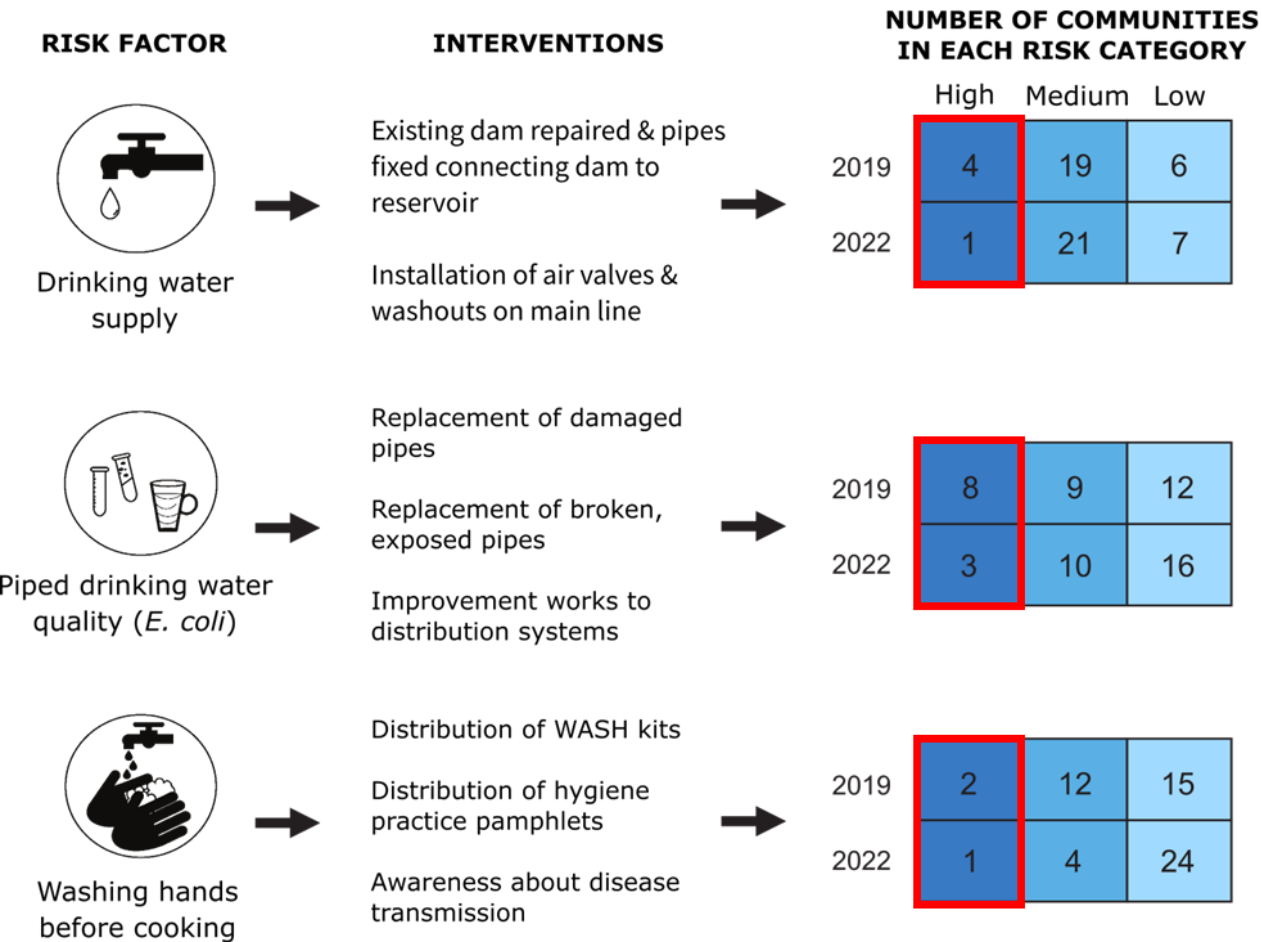 RISK FACTOR
INTERVENTIONS
NUMBER OF COMMUNITIES
IN EACH RISK CATEGORY
High Medium Low
Drinking water
supply
Existing dam repaired & pipes
fixed connecting dam to
reservoir
Installation of air valves &
washouts on main line
2019 4 19 6
2022 1 21 7
Piped drinking water
quality (E. coli)
Replacement of damaged
pipes
Replacement of broken,
exposed pipes
Improvement works to
distribution systems
2019 8 9 12
2022 3 10 16
Washing hands
before cooking
Distribution of WASH kits
Distribution of hygiene
practice pamphlets
Awareness about disease
transmission
2019 2 12 15
2022 1 4 24